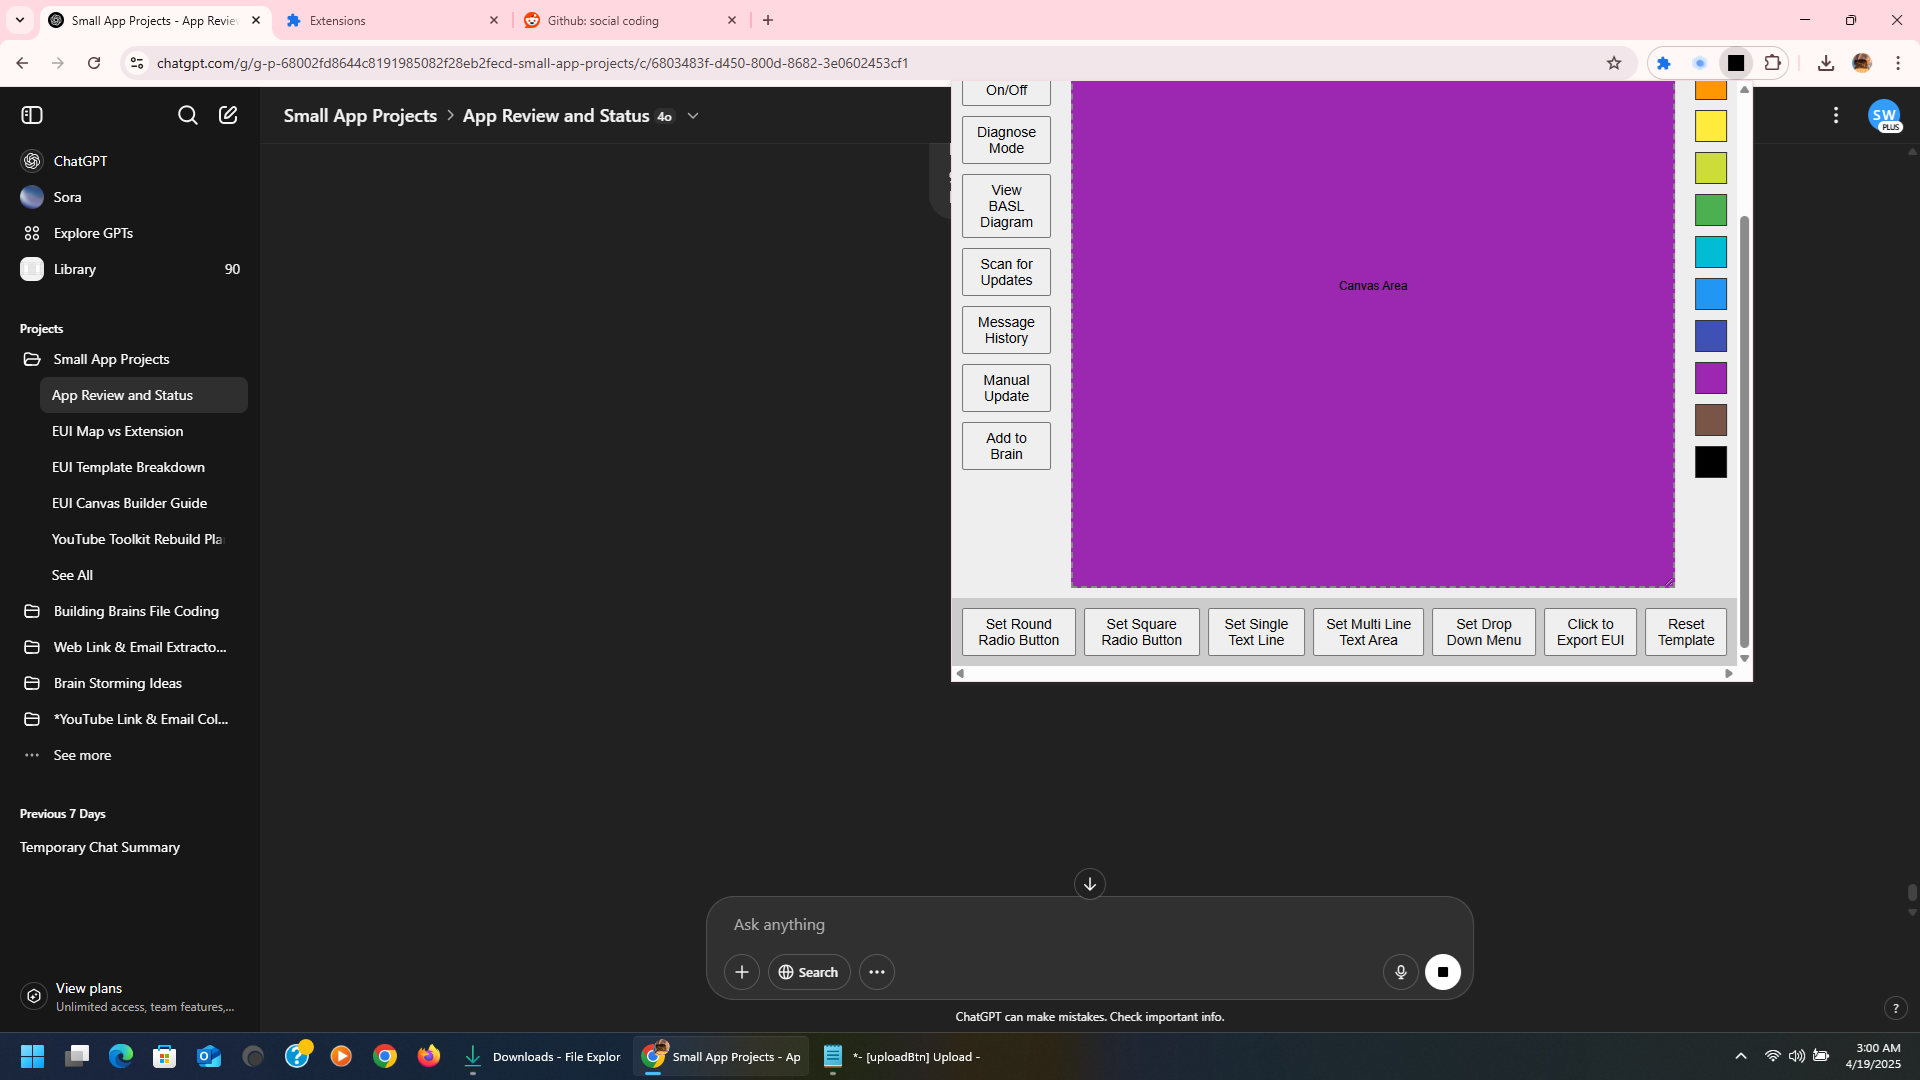 Small App Projects - App Revie
Extensions
Github: social coding
chatgpt.com/g/g-p-68002fd8644c8191985082f28eb2fecd-small-app-projects/c/6803483f-d450-800d-8682-3e0602453cf1
Small App Projects > App Review and Status 4o
SW
PLUS
ChatGPT
Sora
Explore GPTs
Library 90
Projects
Small App Projects
App Review and Status
EUI Map vs Extension
EUI Template Breakdown
EUI Canvas Builder Guide
YouTube Toolkit Rebuild Pla
See All
Building Brains File Coding
Web Link & Email Extracto...
Brain Storming Ideas
*YouTube Link & Email Col...
See more
Previous 7 Days
Temporary Chat Summary
View plans
Unlimited access, team features,...
On/Off
Diagnose
Mode
View
BASL
Diagram
Scan for
Updates
Message
History
Manual
Update
Add to
Brain
Canvas Area
Set Round
Radio Button
Set Square
Radio Button
Set Single
Text Line
Set Multi Line
Text Area
Set Drop
Down Menu
Click to
Export EUI
Reset
Template
Ask anything
Search
ChatGPT can make mistakes. Check important info.
?
Downloads - File Explor
Small App Projects - Ap
*- [uploadBtn] Upload -
3:00 AM
4/19/2025